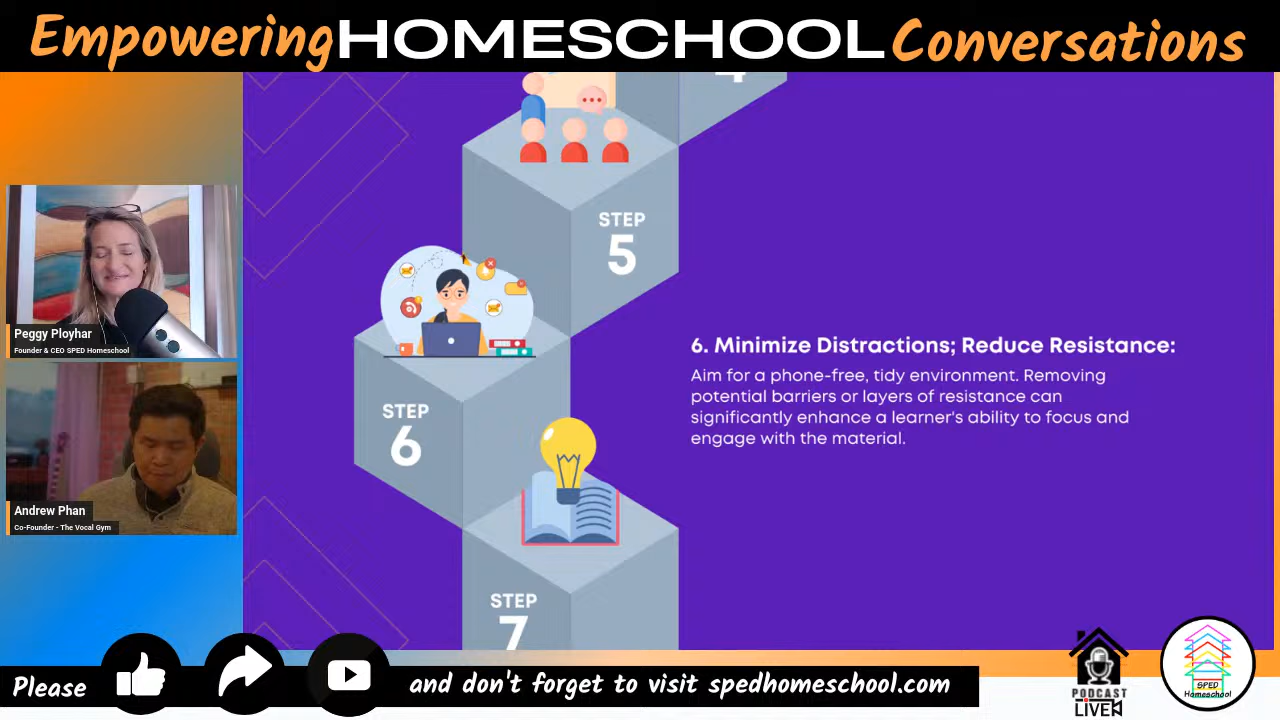 Empowering HOMESCHOOL Conversations
4
STEP
5
Peggy Ployhar
Founder & CEO SPED Homeschool
6. Minimize Distractions; Reduce Resistance:
Aim for a phone-free, tidy environment. Removing
potential barriers or layers of resistance can
significantly enhance a learner's ability to focus and
engage with the material.
STEP
6
Andrew Phan
Co-Founder - The Vocal Gym
STEP
7
Please
and don't forget to visit spedhomeschool.com
PODCAST
LIVE
SPED
Homeschool